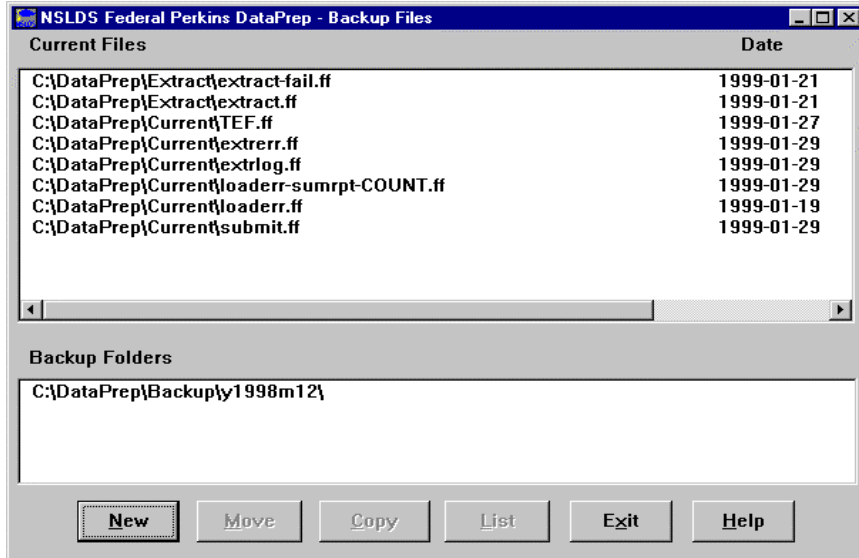 NSLDS Federal Perkins DataPrep - Backup Files
Current Files Date
C:\DataPrep\Extract\extract-fail.ff 1999-01-21
C:\DataPrep\Extract\extract.ff 1999-01-21
C:\DataPrep\Current\TEF.ff 1999-01-27
C:\DataPrep\Current\extrerr.ff 1999-01-29
C:\DataPrep\Current\extrlog.ff 1999-01-29
C:\DataPrep\Current\loaderr-sumrpt-COUNT.ff 1999-01-29
C:\DataPrep\Current\loaderr.ff 1999-01-19
C:\DataPrep\Current\submit.ff 1999-01-29
Backup Folders
C:\DataPrep\Backup\y1998m12\
New Move Copy List Exit Help